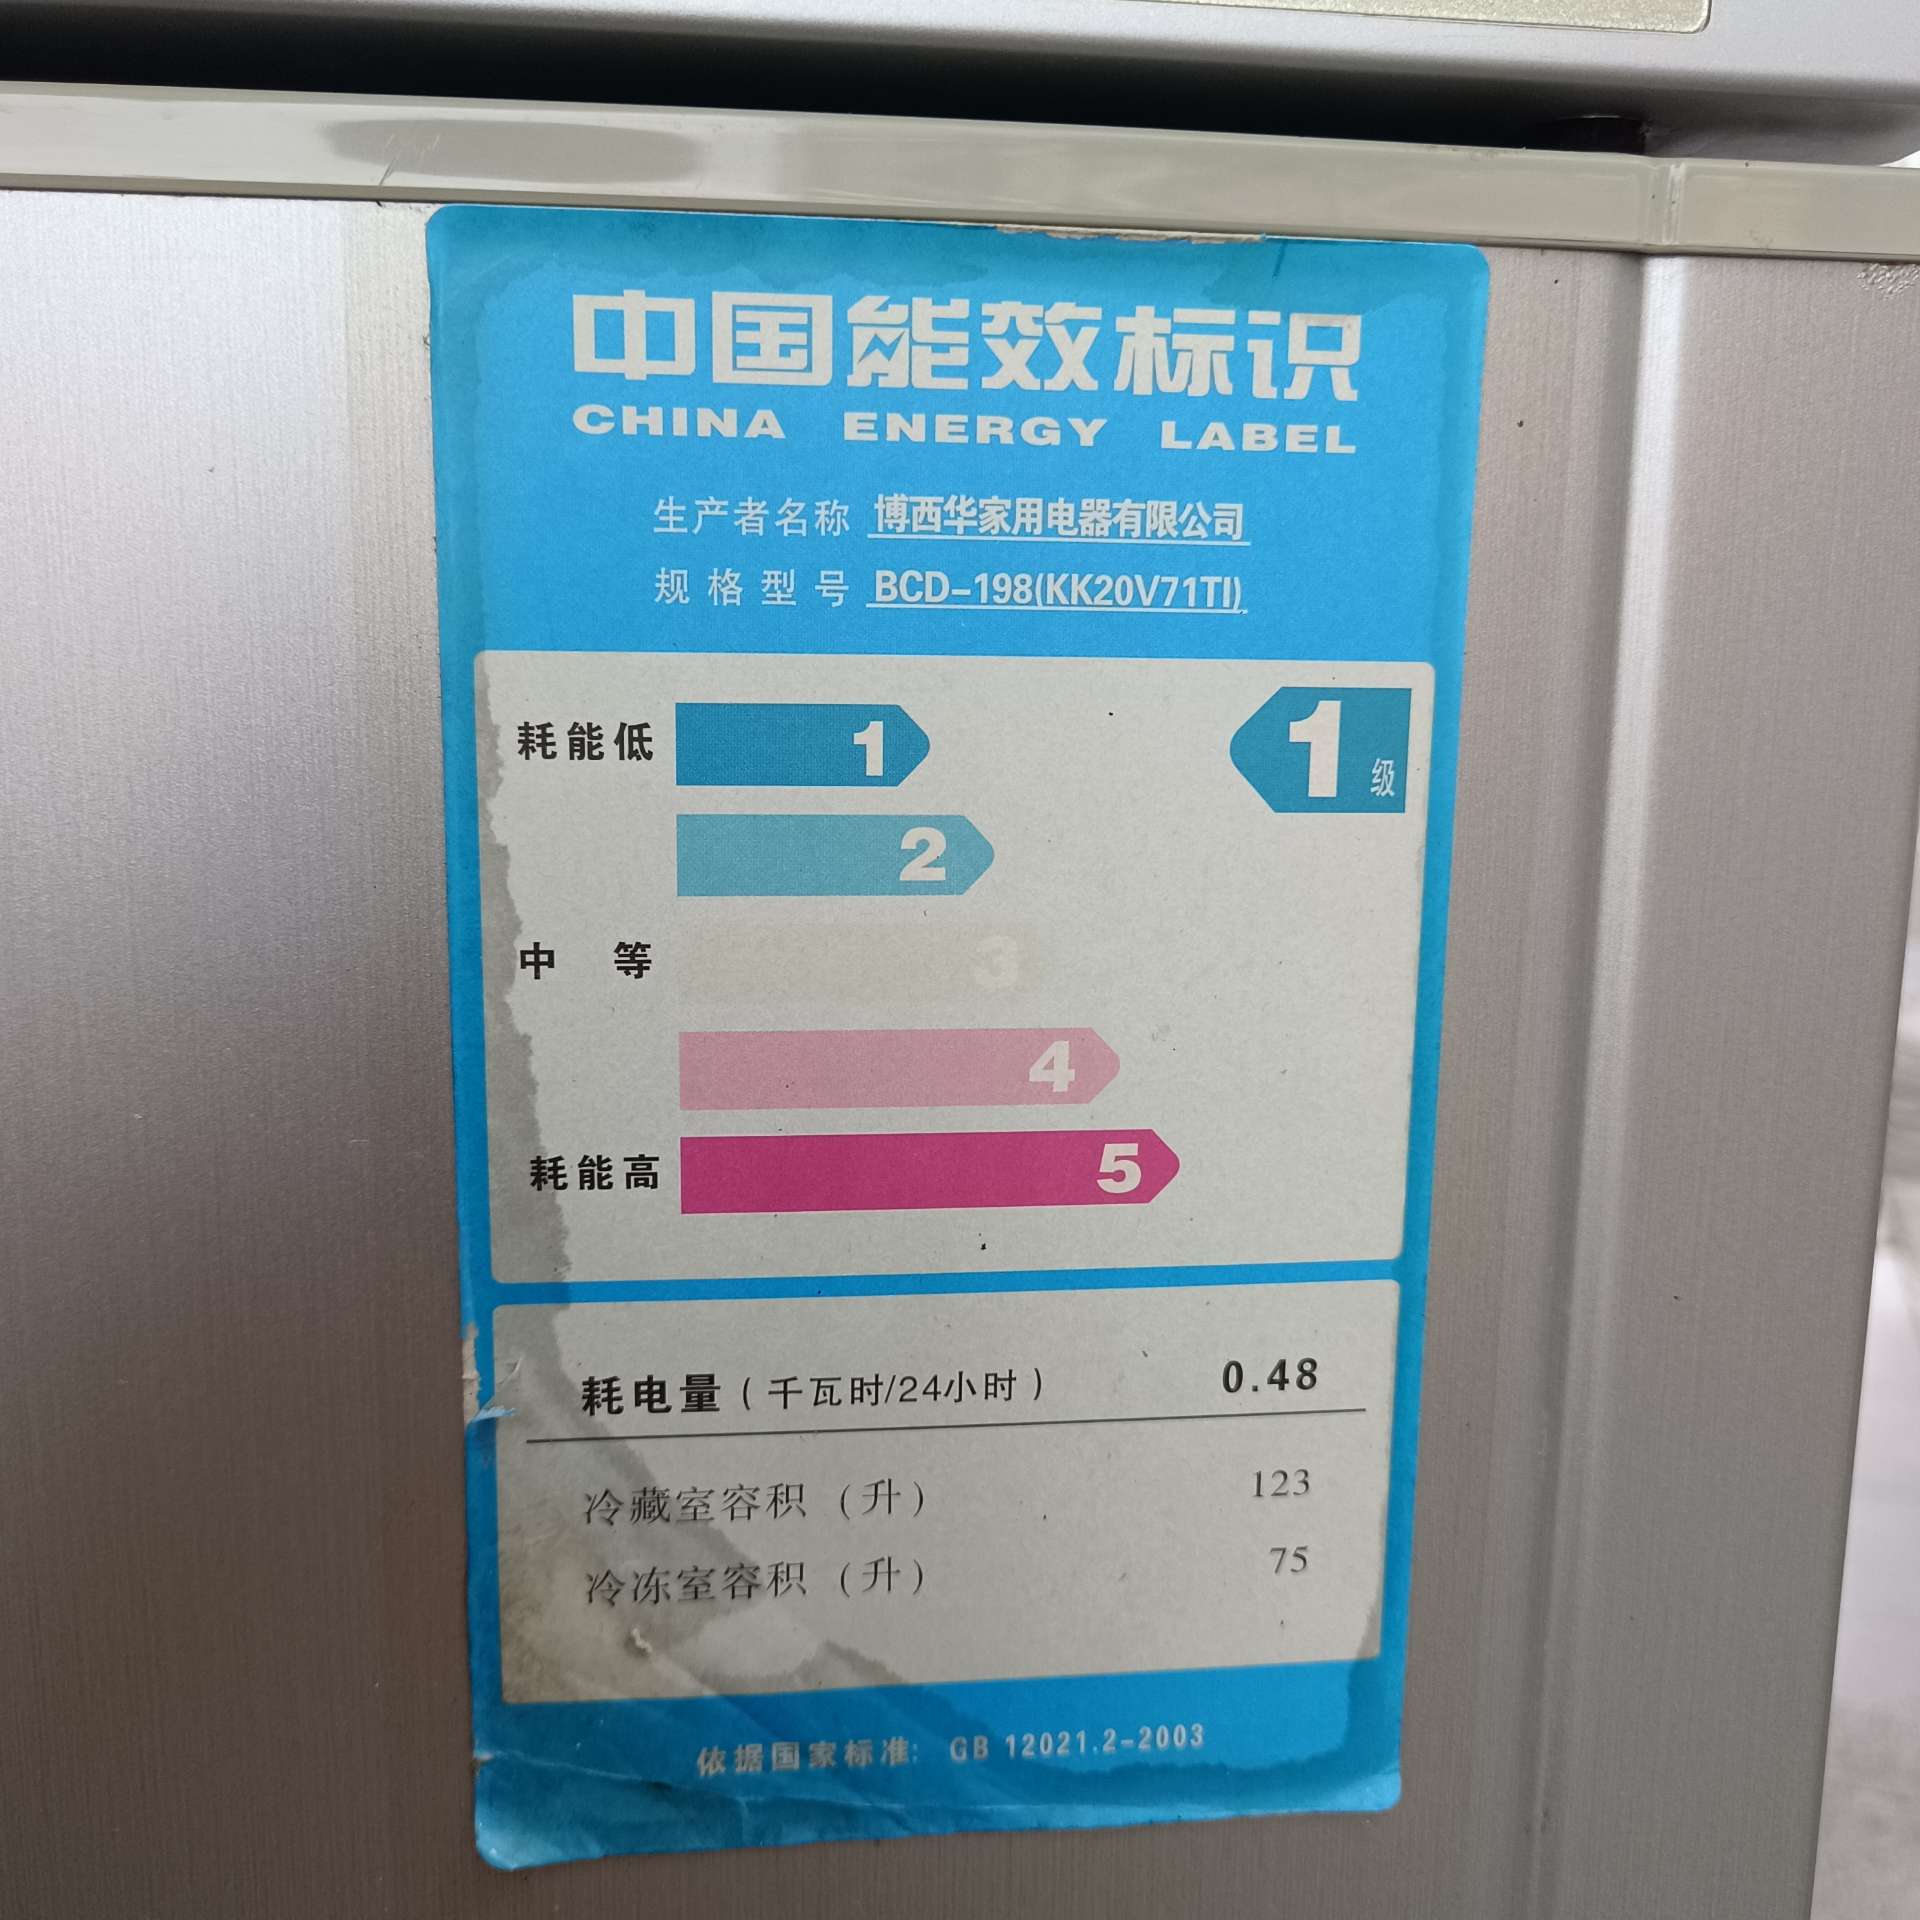 中国能效标识
CHINA ENERGY LABEL
生产者名称 博西华家用电器有限公司
规格型号 BCD-198(KK20V71TI)
耗能低 1 1级
2
中 等 3
4
耗能高 5
耗电量（千瓦时/24小时） 0.48
冷藏室容积（升） 123
冷冻室容积（升） 75
依据国家标准: GB 12021.2-2003